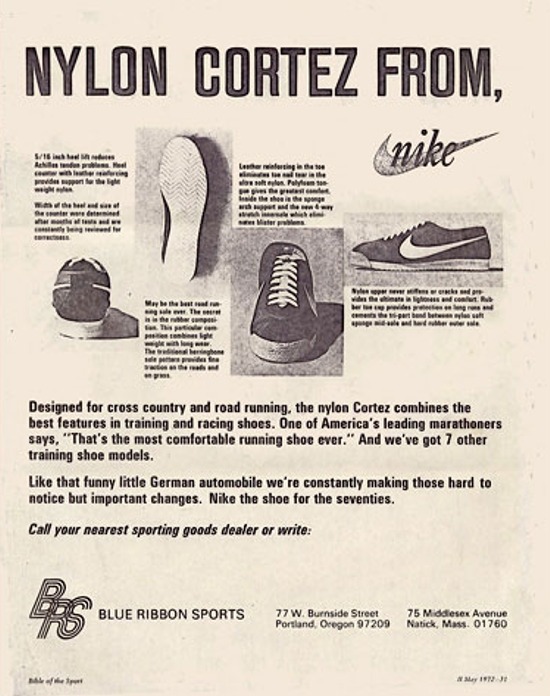 NYLON CORTEZ FROM,
nike
5/16 inch heel lift reduces
Achilles tendon problems. Heel
counter with leather reinforcing
provides support for the light
weight nylon.
Width of the heel and size of
the counter were determined
after months of tests and are
constantly being reviewed for
correctness.
Leather reinforcing in the toe
eliminates toe nail tear in the
ultra soft nylon. Polyfoam ton-
gue gives the greatest comfort.
Inside the shoe is the sponge
arch support and the new 4-way
stretch innersole which elimi-
nates blister problems.
Nylon upper never stiffens or cracks and pro-
vides the ultimate in lightness and comfort. Rub-
ber toe cap provides protection on long runs and
cements the tri-part bond between nylon soft
sponge mid-sole and hard rubber outer sole.
May be the best road run-
ning sole ever. The secret
is in the rubber composi-
tion. This particular com-
position combines light
weight with long wear.
The traditional herringbone
sole pattern provides fine
traction on the roads and
on grass.
Designed for cross country and road running, the nylon Cortez combines the
best features in training and racing shoes. One of America's leading marathoners
says, "That's the most comfortable running shoe ever." And we've got 7 other
training shoe models.
Like that funny little German automobile we're constantly making those hard to
notice but important changes. Nike the shoe for the seventies.
Call your nearest sporting goods dealer or write:
BRS BLUE RIBBON SPORTS
77 W. Burnside Street
Portland, Oregon 97209
75 Middlesex Avenue
Natick, Mass. 01760
Bible of the Sport
II May 1972-31